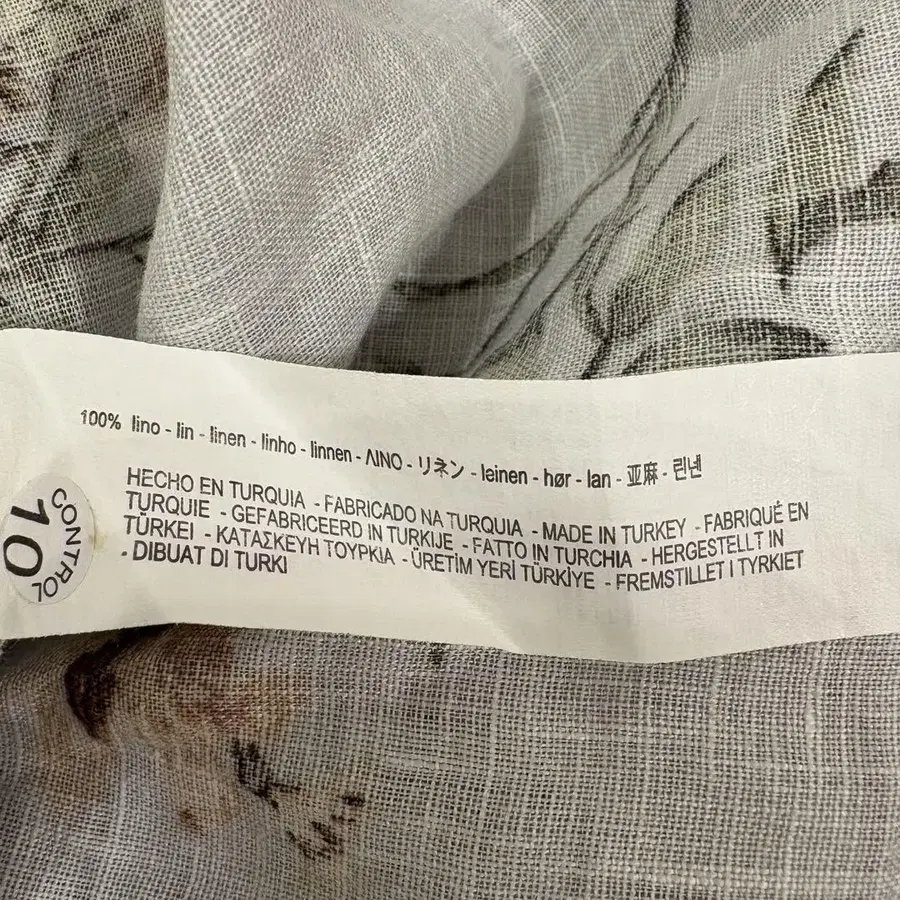 100% lino - lin - linen - linho - linnen - ΛΙΝΟ - リネン - leinen - hør - lan - 亚麻 - 린넨
HECHO EN TURQUIA - FABRICADO NA TURQUIA - MADE IN TURKEY - FABRIQUÉ EN
TURQUIE - GEFABRICEERD IN TURKIJE - FATTO IN TURCHIA - HERGESTELLT IN
TÜRKEI - ΚΑΤΑΣΚΕΥΗ ΤΟΥΡΚΙΑ - ÜRETİM YERİ TÜRKİYE - FREMSTILLET I TYRKIET
- DIBUAT DI TURKI
CONTROL
10
CONTROL